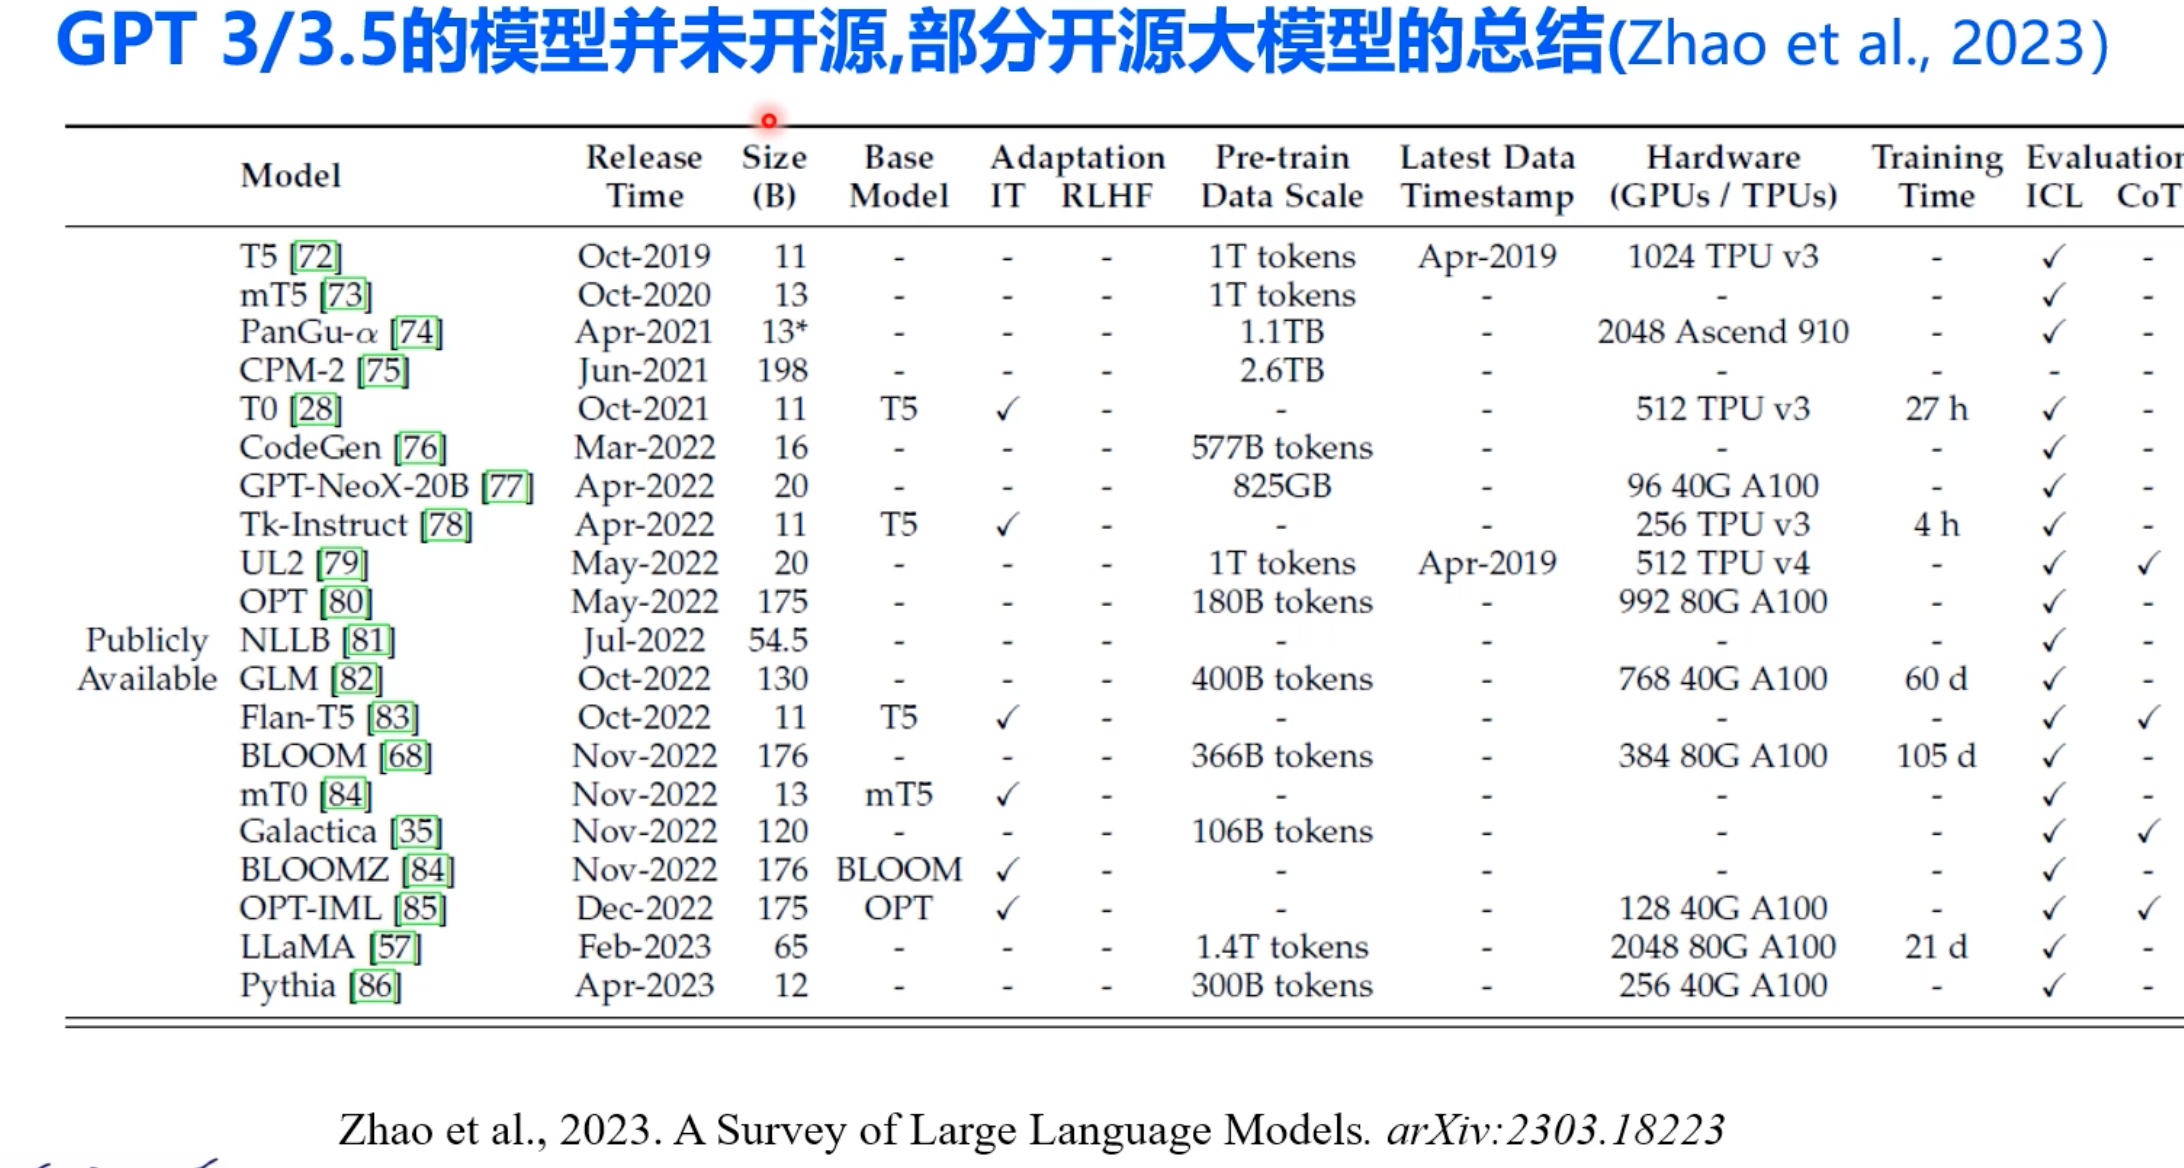 GPT 3/3.5的模型并未开源,部分开源大模型的总结(Zhao et al., 2023)
Model Release Time Size (B) Base Model Adaptation IT RLHF Pre-train Data Scale Latest Data Timestamp Hardware (GPUs / TPUs) Training Time Evaluation ICL CoT
T5 [72] Oct-2019 11 - - - 1T tokens Apr-2019 1024 TPU v3 - ✓ -
mT5 [73] Oct-2020 13 - - - 1T tokens - - - ✓ -
PanGu-α [74] Apr-2021 13* - - - 1.1TB - 2048 Ascend 910 - ✓ -
CPM-2 [75] Jun-2021 198 - - - 2.6TB - - - - -
T0 [28] Oct-2021 11 T5 ✓ - - - 512 TPU v3 27 h ✓ -
CodeGen [76] Mar-2022 16 - - - 577B tokens - - - ✓ -
GPT-NeoX-20B [77] Apr-2022 20 - - - 825GB - 96 40G A100 - ✓ -
Tk-Instruct [78] Apr-2022 11 T5 ✓ - - - 256 TPU v3 4 h ✓ -
UL2 [79] May-2022 20 - - - 1T tokens Apr-2019 512 TPU v4 - ✓ ✓
OPT [80] May-2022 175 - - - 180B tokens - 992 80G A100 - ✓ -
Publicly NLLB [81] Jul-2022 54.5 - - - - - - - ✓ -
Available GLM [82] Oct-2022 130 - - - 400B tokens - 768 40G A100 60 d ✓ -
Flan-T5 [83] Oct-2022 11 T5 ✓ - - - - - ✓ ✓
BLOOM [68] Nov-2022 176 - - - 366B tokens - 384 80G A100 105 d ✓ -
mT0 [84] Nov-2022 13 mT5 ✓ - - - - - ✓ -
Galactica [35] Nov-2022 120 - - - 106B tokens - - - ✓ ✓
BLOOMZ [84] Nov-2022 176 BLOOM ✓ - - - - - ✓ -
OPT-IML [85] Dec-2022 175 OPT ✓ - - - 128 40G A100 - ✓ ✓
LLaMA [57] Feb-2023 65 - - - 1.4T tokens - 2048 80G A100 21 d ✓ -
Pythia [86] Apr-2023 12 - - - 300B tokens - 256 40G A100 - ✓ -
Zhao et al., 2023. A Survey of Large Language Models. arXiv:2303.18223